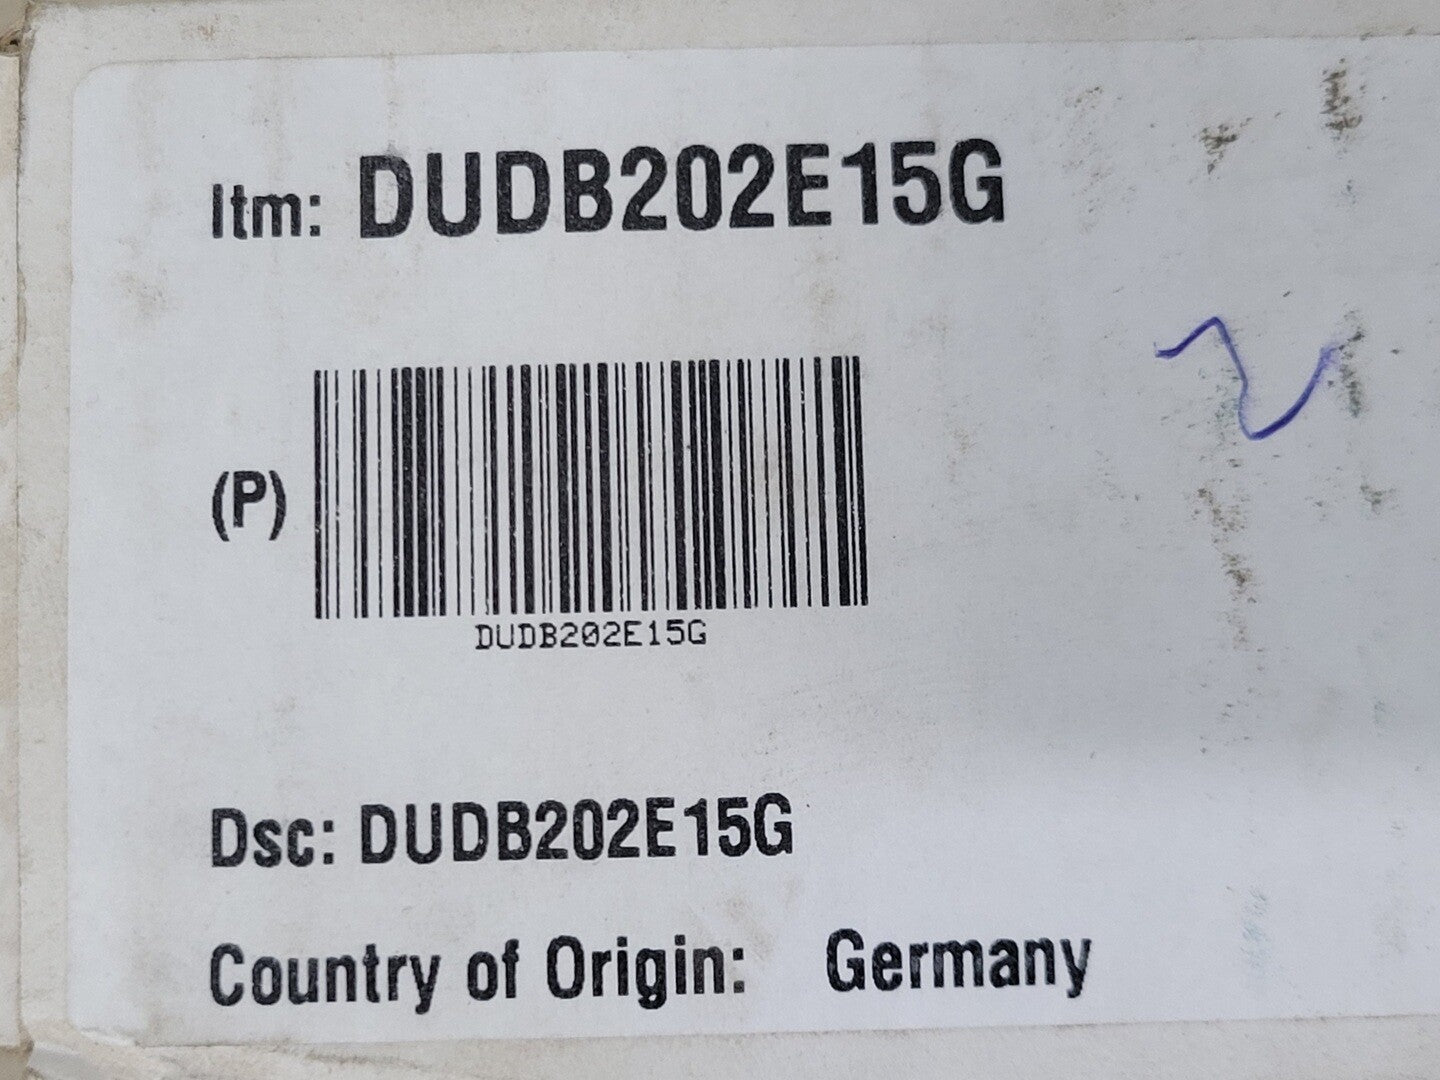 Itm: DUDB202E15G
(P)
DUDB202E15G
Dsc: DUDB202E15G
Country of Origin: Germany